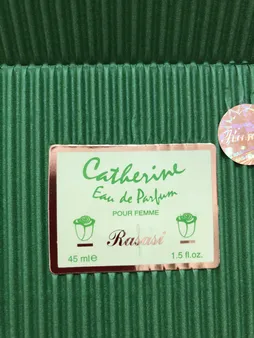 Catherine
Eau de Parfum
POUR FEMME
Rasasi
45 ml e 1.5 fl.oz.